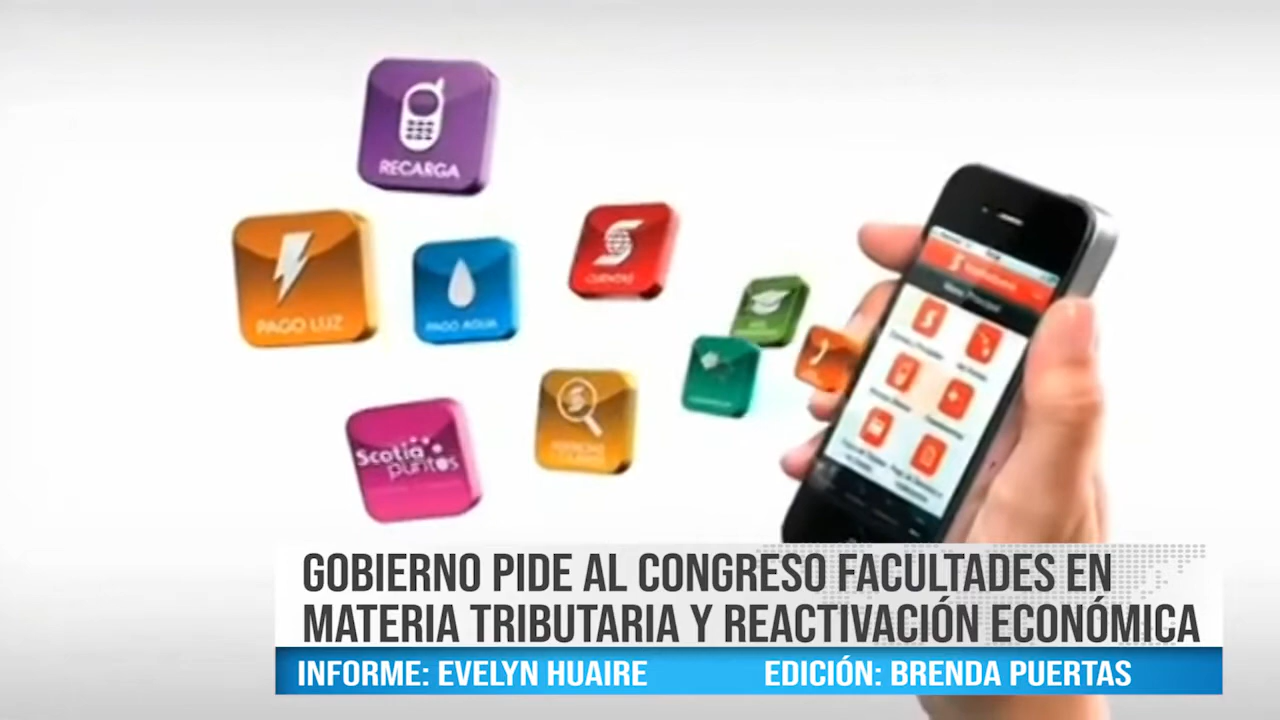 RECARGA
PAGO LUZ
PAGO AGUA
Scotia
puntos
GOBIERNO PIDE AL CONGRESO FACULTADES EN
MATERIA TRIBUTARIA Y REACTIVACIÓN ECONÓMICA
INFORME: EVELYN HUAIRE
EDICIÓN: BRENDA PUERTAS